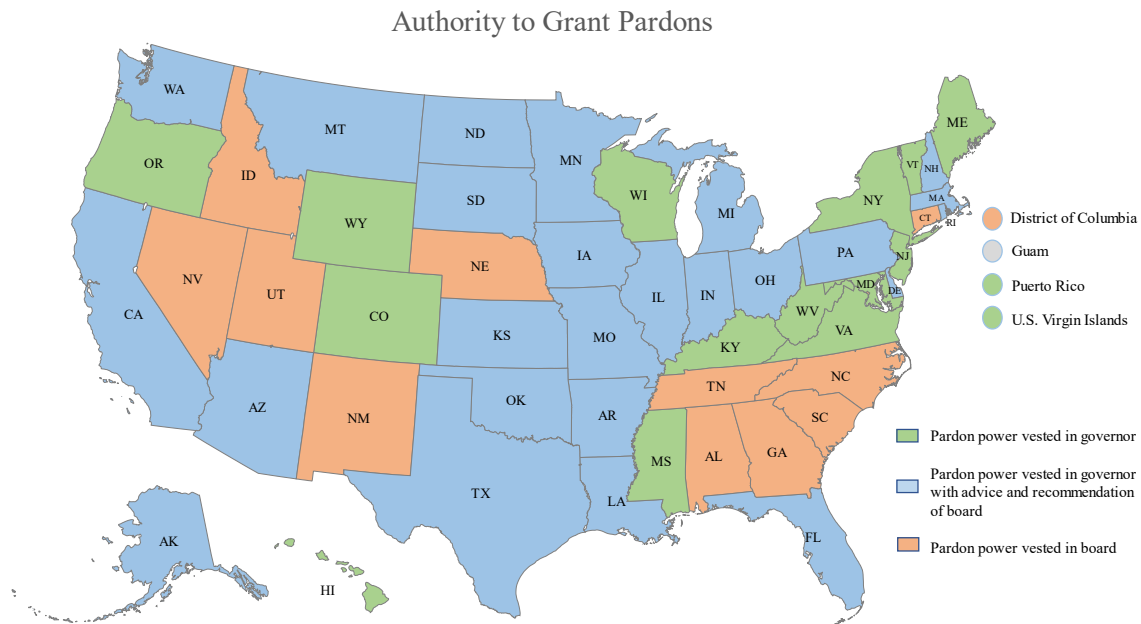 Authority to Grant Pardons
WA
MT
ND
MN
ME
OR
ID
WI
VT
NH
WY
SD
MI
NY
MA
CT
RI
District of Columbia
NV
UT
NE
IA
PA
NJ
Guam
CA
CO
IL
IN
OH
MD
DE
Puerto Rico
KS
MO
WV
VA
KY
U.S. Virgin Islands
AZ
NM
OK
AR
TN
NC
SC
MS
AL
GA
Pardon power vested in governor
TX
LA
Pardon power vested in governor
with advice and recommendation
of board
AK
FL
Pardon power vested in board
HI